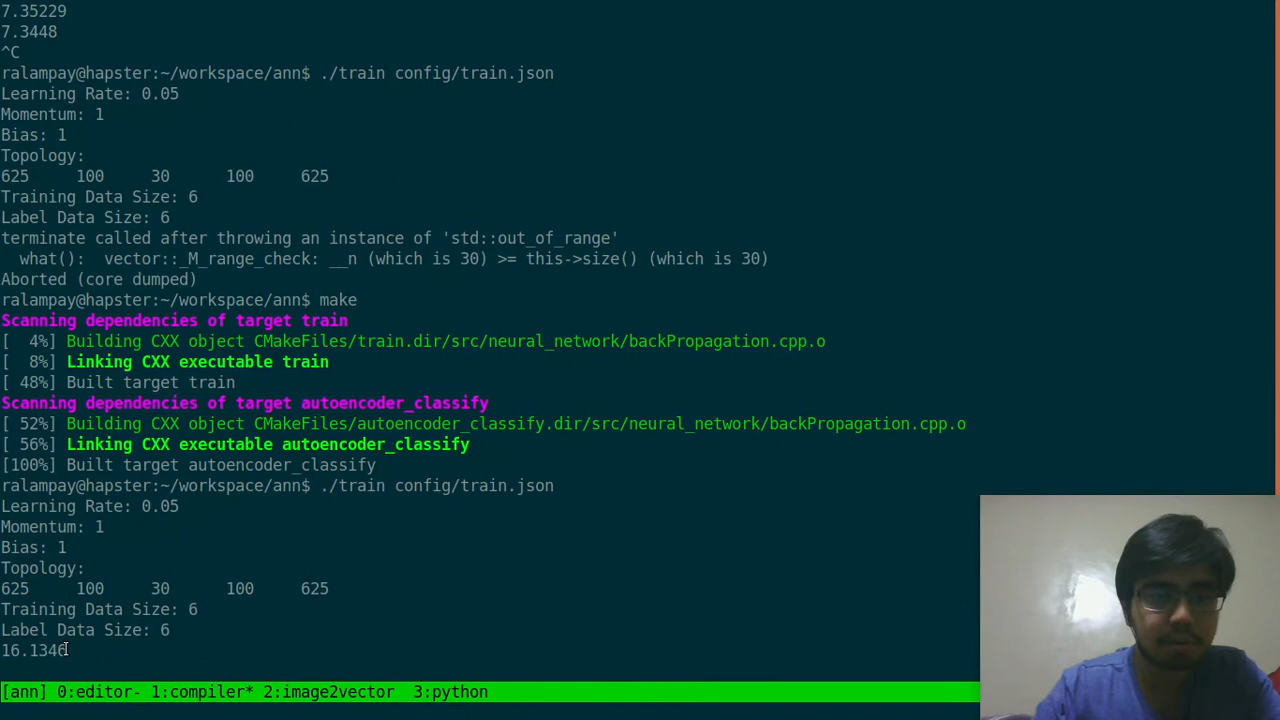 7.35229
7.3448
^C
ralampay@hapster:~/workspace/ann$ ./train config/train.json
Learning Rate: 0.05
Momentum: 1
Bias: 1
Topology:
625 100 30 100 625
Training Data Size: 6
Label Data Size: 6
terminate called after throwing an instance of 'std::out_of_range'
what(): vector::_M_range_check: __n (which is 30) >= this->size() (which is 30)
Aborted (core dumped)
ralampay@hapster:~/workspace/ann$ make
Scanning dependencies of target train
[ 4%] Building CXX object CMakeFiles/train.dir/src/neural_network/backPropagation.cpp.o
[ 8%] Linking CXX executable train
[ 48%] Built target train
Scanning dependencies of target autoencoder_classify
[ 52%] Building CXX object CMakeFiles/autoencoder_classify.dir/src/neural_network/backPropagation.cpp.o
[ 56%] Linking CXX executable autoencoder_classify
[100%] Built target autoencoder_classify
ralampay@hapster:~/workspace/ann$ ./train config/train.json
Learning Rate: 0.05
Momentum: 1
Bias: 1
Topology:
625 100 30 100 625
Training Data Size: 6
Label Data Size: 6
16.1346
[ann] 0:editor- 1:compiler* 2:image2vector 3:python